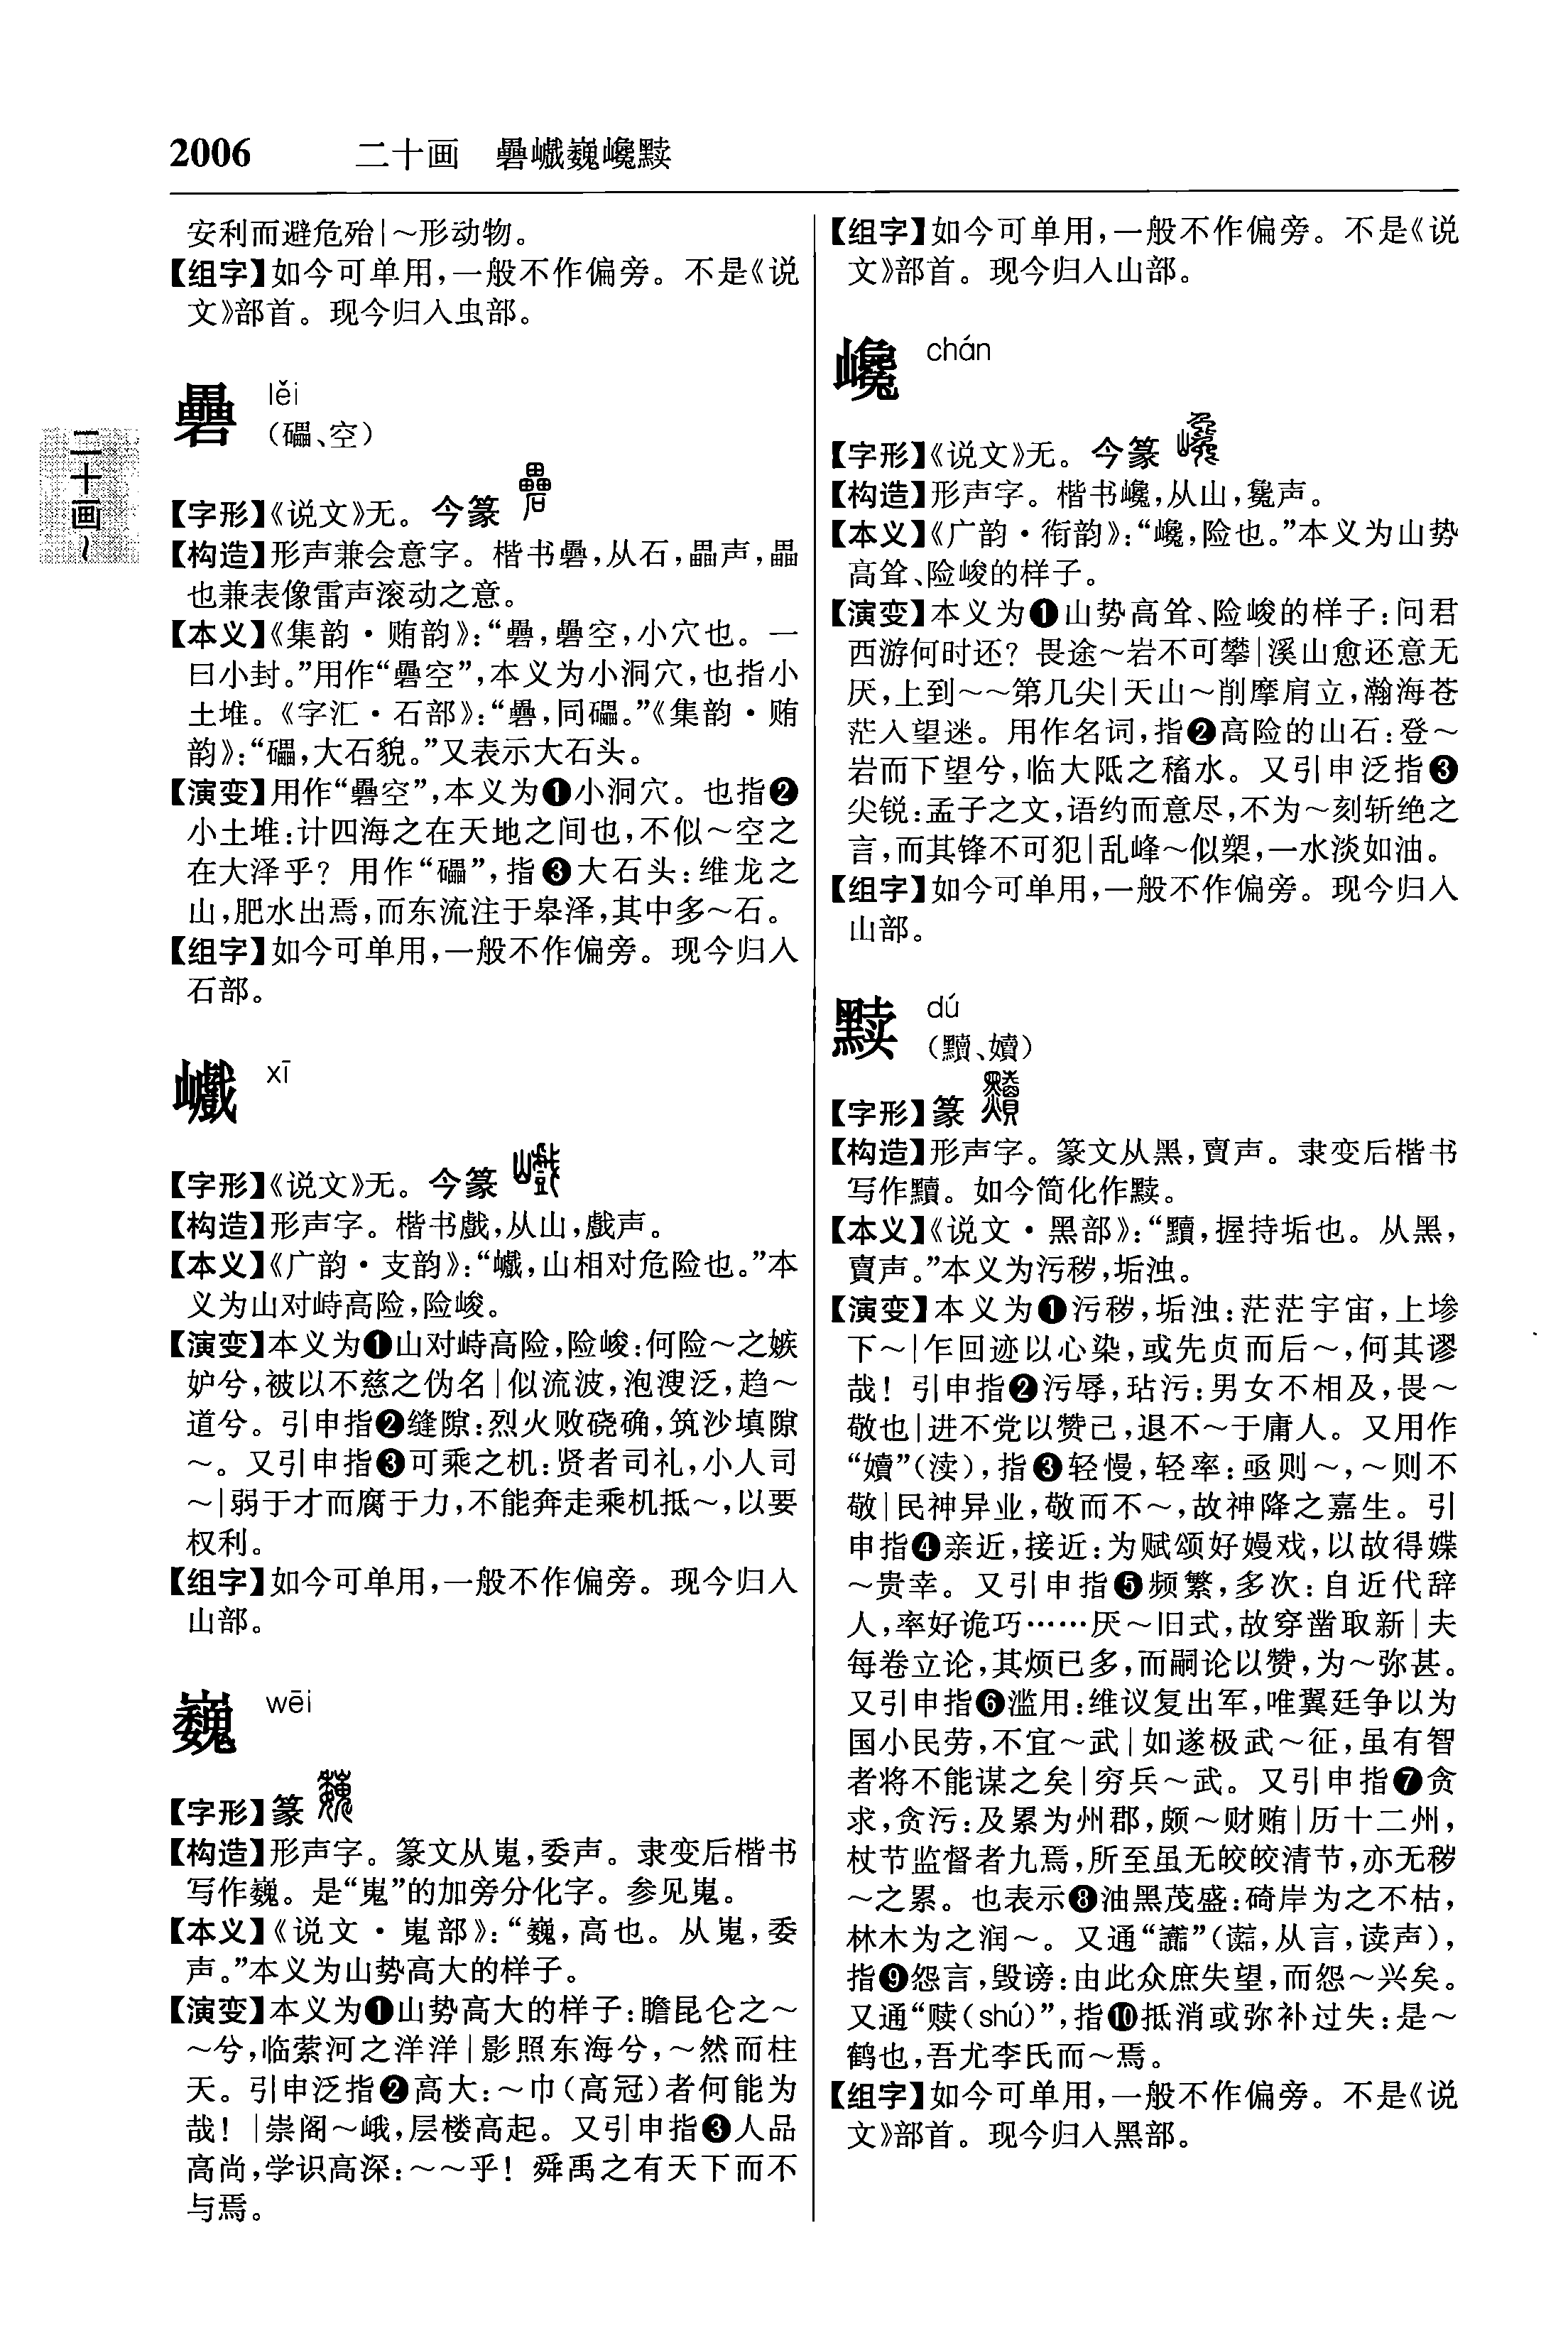 2006 二十画 礨巇巍巉黩
二十画～
安利而避危殆|～形动物。
【组字】如今可单用,一般不作偏旁。不是《说
文》部首。现今归入虫部。
礨 lěi
(礧、空)
【字形】《说文》无。今篆
【构造】形声兼会意字。楷书礨,从石,畾声,畾
也兼表像雷声滚动之意。
【本义】《集韵·贿韵》:“礨,礨空,小穴也。一
曰小封。”用作“礨空”,本义为小洞穴,也指小
土堆。《字汇·石部》:“礨,同礧。”《集韵·贿
韵》:“礧,大石貌。”又表示大石头。
【演变】用作“礨空”,本义为❶小洞穴。也指❷
小土堆:计四海之在天地之间也,不似～空之
在大泽乎?用作“礧”,指❸大石头:维龙之
山,肥水出焉,而东流注于皋泽,其中多～石。
【组字】如今可单用,一般不作偏旁。现今归入
石部。
巇 xī
【字形】《说文》无。今篆
【构造】形声字。楷书戲,从山,戲声。
【本义】《广韵·支韵》:“巇,山相对危险也。”本
义为山对峙高险,险峻。
【演变】本义为❶山对峙高险,险峻:何险～之嫉
妒兮,被以不慈之伪名|似流波,泡溲泛,趋～
道兮。引申指❷缝隙:烈火败硗确,筑沙填隙
～。又引申指❸可乘之机:贤者司礼,小人司
～|弱于才而腐于力,不能奔走乘机抵～,以要
权利。
【组字】如今可单用,一般不作偏旁。现今归入
山部。
巍 wēi
【字形】篆
【构造】形声字。篆文从嵬,委声。隶变后楷书
写作巍。是“嵬”的加旁分化字。参见嵬。
【本义】《说文·嵬部》:“巍,高也。从嵬,委
声。”本义为山势高大的样子。
【演变】本义为❶山势高大的样子:瞻昆仑之～
～兮,临萦河之洋洋|影照东海兮,～然而柱
天。引申泛指❷高大:～巾(高冠)者何能为
哉!|崇阁～峨,层楼高起。又引申指❸人品
高尚,学识高深:～～乎!舜禹之有天下而不
与焉。
【组字】如今可单用,一般不作偏旁。不是《说
文》部首。现今归入山部。
巉 chán
【字形】《说文》无。今篆
【构造】形声字。楷书巉,从山,毚声。
【本义】《广韵·衔韵》:“巉,险也。”本义为山势
高耸、险峻的样子。
【演变】本义为❶山势高耸、险峻的样子:问君
西游何时还?畏途～岩不可攀|溪山愈还意无
厌,上到～～第几尖|天山～削摩肩立,瀚海苍
茫入望迷。用作名词,指❷高险的山石:登～
岩而下望兮,临大阺之稸水。又引申泛指❸
尖锐:孟子之文,语约而意尽,不为～刻斩绝之
言,而其锋不可犯|乱峰～似槊,一水淡如油。
【组字】如今可单用,一般不作偏旁。现今归入
山部。
黩 dú
(黷、嬻)
【字形】篆
【构造】形声字。篆文从黑,賣声。隶变后楷书
写作黷。如今简化作黩。
【本义】《说文·黑部》:“黷,握持垢也。从黑,
賣声。”本义为污秽,垢浊。
【演变】本义为❶污秽,垢浊:茫茫宇宙,上墋
下～|乍回迹以心染,或先贞而后～,何其谬
哉!引申指❷污辱,玷污:男女不相及,畏～
敬也|进不党以赞己,退不～于庸人。又用作
“嬻”(渎),指❸轻慢,轻率:亟则～,～则不
敬|民神异业,敬而不～,故神降之嘉生。引
申指❹亲近,接近:为赋颂好嫚戏,以故得媟
～贵幸。又引申指❺频繁,多次:自近代辞
人,率好诡巧……厌～旧式,故穿凿取新|夫
每卷立论,其烦已多,而嗣论以赞,为～弥甚。
又引申指❻滥用:维议复出军,唯翼廷争以为
国小民劳,不宜～武|如遂极武～征,虽有智
者将不能谋之矣|穷兵～武。又引申指❼贪
求,贪污:及累为州郡,颇～财贿|历十二州,
杖节监督者九焉,所至虽无皎皎清节,亦无秽
～之累。也表示❽油黑茂盛:碕岸为之不枯,
林木为之润～。又通“讟”(讟,从言,读声),
指❾怨言,毁谤:由此众庶失望,而怨～兴矣。
又通“赎(shú)”,指❿抵消或弥补过失:是～
鹤也,吾尤李氏而～焉。
【组字】如今可单用,一般不作偏旁。不是《说
文》部首。现今归入黑部。